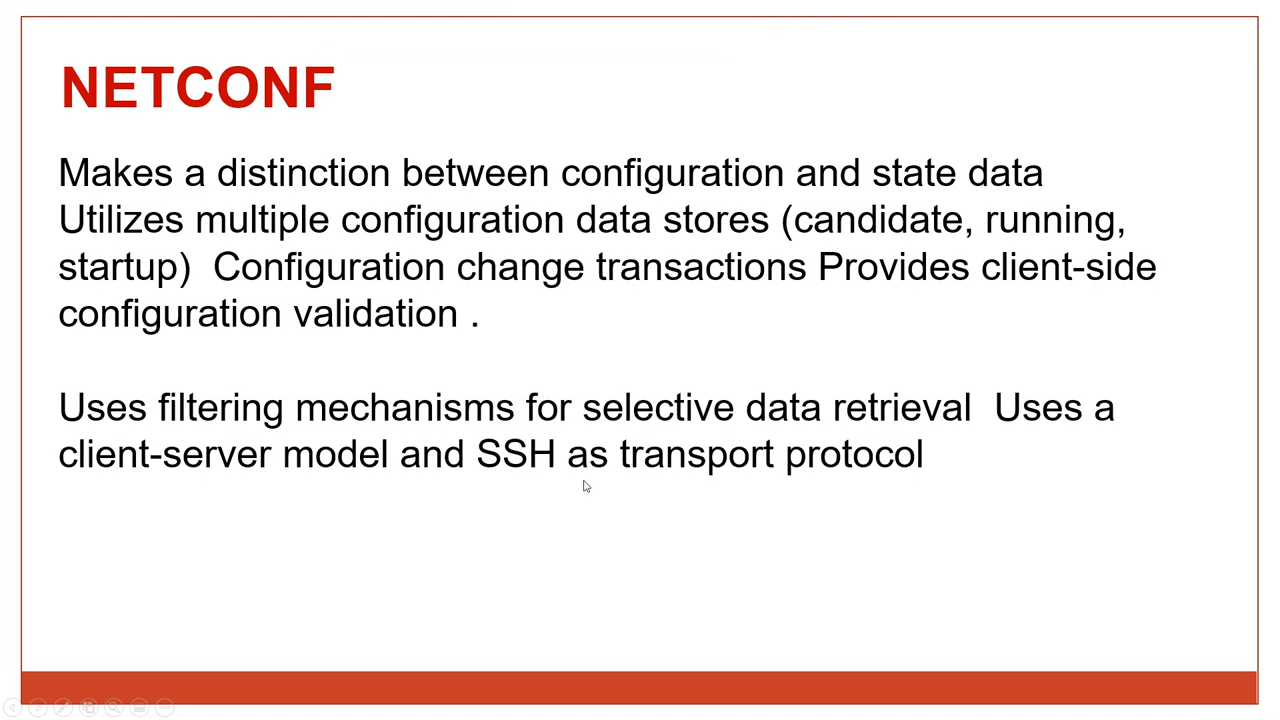 NETCONF
Makes a distinction between configuration and state data
Utilizes multiple configuration data stores (candidate, running,
startup)  Configuration change transactions Provides client-side
configuration validation .
Uses filtering mechanisms for selective data retrieval  Uses a
client-server model and SSH as transport protocol